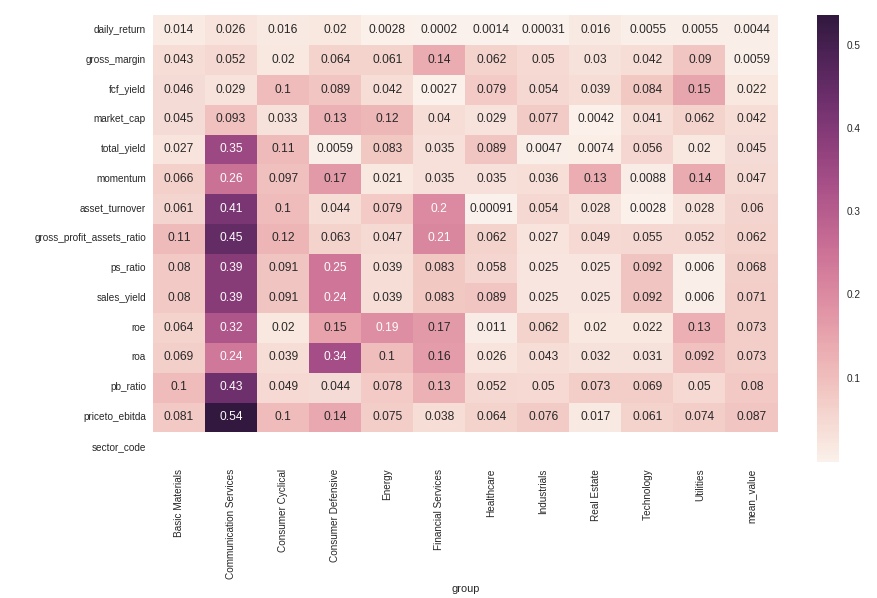 daily_return 0.014 0.026 0.016 0.02 0.0028 0.0002 0.0014 0.00031 0.016 0.0055 0.0055 0.0044
gross_margin 0.043 0.052 0.02 0.064 0.061 0.14 0.062 0.05 0.03 0.042 0.09 0.0059
fcf_yield 0.046 0.029 0.1 0.089 0.042 0.0027 0.079 0.054 0.039 0.084 0.15 0.022
market_cap 0.045 0.093 0.033 0.13 0.12 0.04 0.029 0.077 0.0042 0.041 0.062 0.042
total_yield 0.027 0.35 0.11 0.0059 0.083 0.035 0.089 0.0047 0.0074 0.056 0.02 0.045
momentum 0.066 0.26 0.097 0.17 0.021 0.035 0.035 0.036 0.13 0.0088 0.14 0.047
asset_turnover 0.061 0.41 0.1 0.044 0.079 0.2 0.00091 0.054 0.028 0.0028 0.028 0.06
gross_profit_assets_ratio 0.11 0.45 0.12 0.063 0.047 0.21 0.062 0.027 0.049 0.055 0.052 0.062
ps_ratio 0.08 0.39 0.091 0.25 0.039 0.083 0.058 0.025 0.025 0.092 0.006 0.068
sales_yield 0.08 0.39 0.091 0.24 0.039 0.083 0.089 0.025 0.025 0.092 0.006 0.071
roe 0.064 0.32 0.02 0.15 0.19 0.17 0.011 0.062 0.02 0.022 0.13 0.073
roa 0.069 0.24 0.039 0.34 0.1 0.16 0.026 0.043 0.032 0.031 0.092 0.073
pb_ratio 0.1 0.43 0.049 0.044 0.078 0.13 0.052 0.05 0.073 0.069 0.05 0.08
priceto_ebitda 0.081 0.54 0.1 0.14 0.075 0.038 0.064 0.076 0.017 0.061 0.074 0.087
sector_code
Basic Materials
Communication Services
Consumer Cyclical
Consumer Defensive
Energy
Financial Services
Healthcare
Industrials
Real Estate
Technology
Utilities
mean_value
group
0.5
0.4
0.3
0.2
0.1